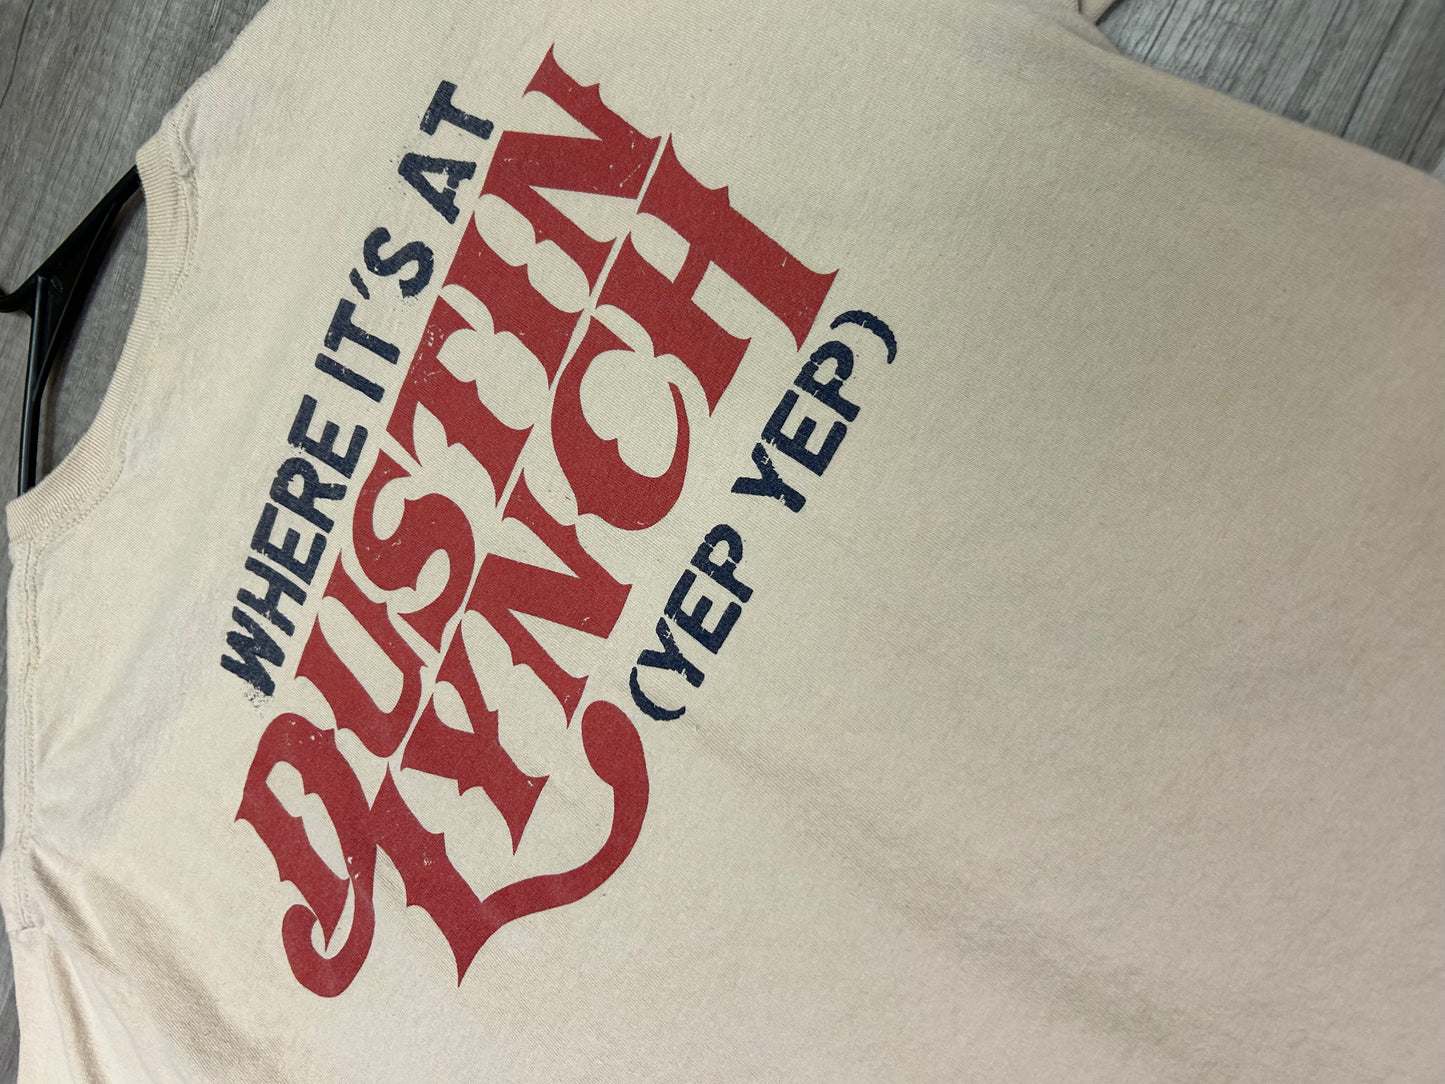 WHERE IT'S AT
DUSTIN
LYNCH
(YEP YEP)